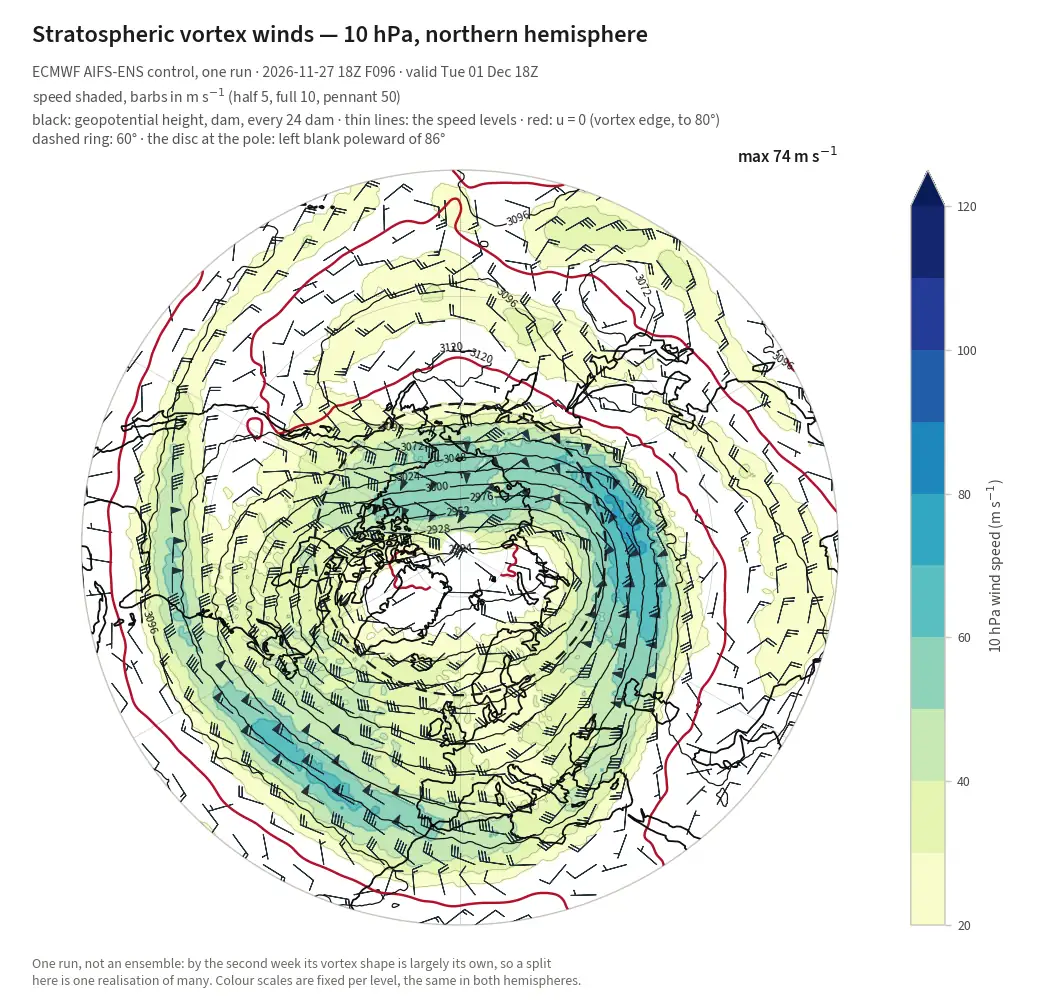 Stratospheric vortex winds — 10 hPa, northern hemisphere
ECMWF AIFS-ENS control, one run · 2026-11-27 18Z F096 · valid Tue 01 Dec 18Z
speed shaded, barbs in m s⁻¹ (half 5, full 10, pennant 50)
black: geopotential height, dam, every 24 dam · thin lines: the speed levels · red: u = 0 (vortex edge, to 80°)
dashed ring: 60° · the disc at the pole: left blank poleward of 86°
max 74 m s⁻¹
120
100
80
60
40
20
10 hPa wind speed (m s⁻¹)
3096
3072
3096
3096
3120
3120
3072
3048
3024
3000
2976
2952
2928
3096
One run, not an ensemble: by the second week its vortex shape is largely its own, so a split
here is one realisation of many. Colour scales are fixed per level, the same in both hemispheres.